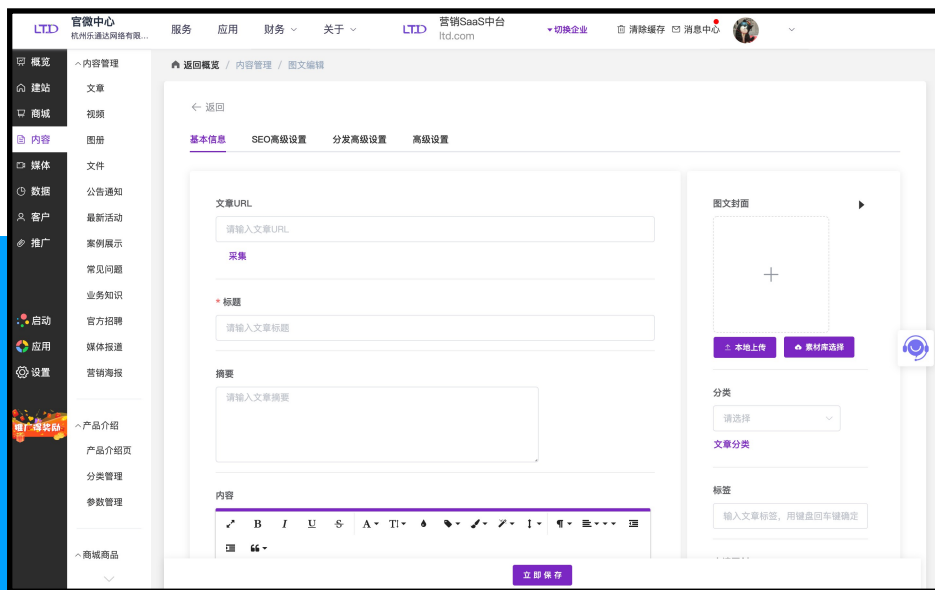 LTD 官微中心
杭州乐通达网络有限...
服务 应用 财务 关于
LTD 营销SaaS中台
ltd.com
切换企业
清除缓存 消息中心
概览
建站
商城
内容
媒体
数据
客户
推广
启动
应用
设置
推广得奖励
内容管理
文章
视频
图册
文件
公告通知
最新活动
案例展示
常见问题
业务知识
官方招聘
媒体报道
营销海报
产品介绍
产品介绍页
分类管理
参数管理
商城商品
返回概览 / 内容管理 / 图文编辑
← 返回
基本信息 SEO高级设置 分发高级设置 高级设置
文章URL
请输入文章URL
采集
* 标题
请输入文章标题
摘要
请输入文章摘要
内容
B I U S A TI ¶
图文封面
本地上传 素材库选择
分类
请选择
文章分类
标签
输入文章标签，用键盘回车键确定
立即保存